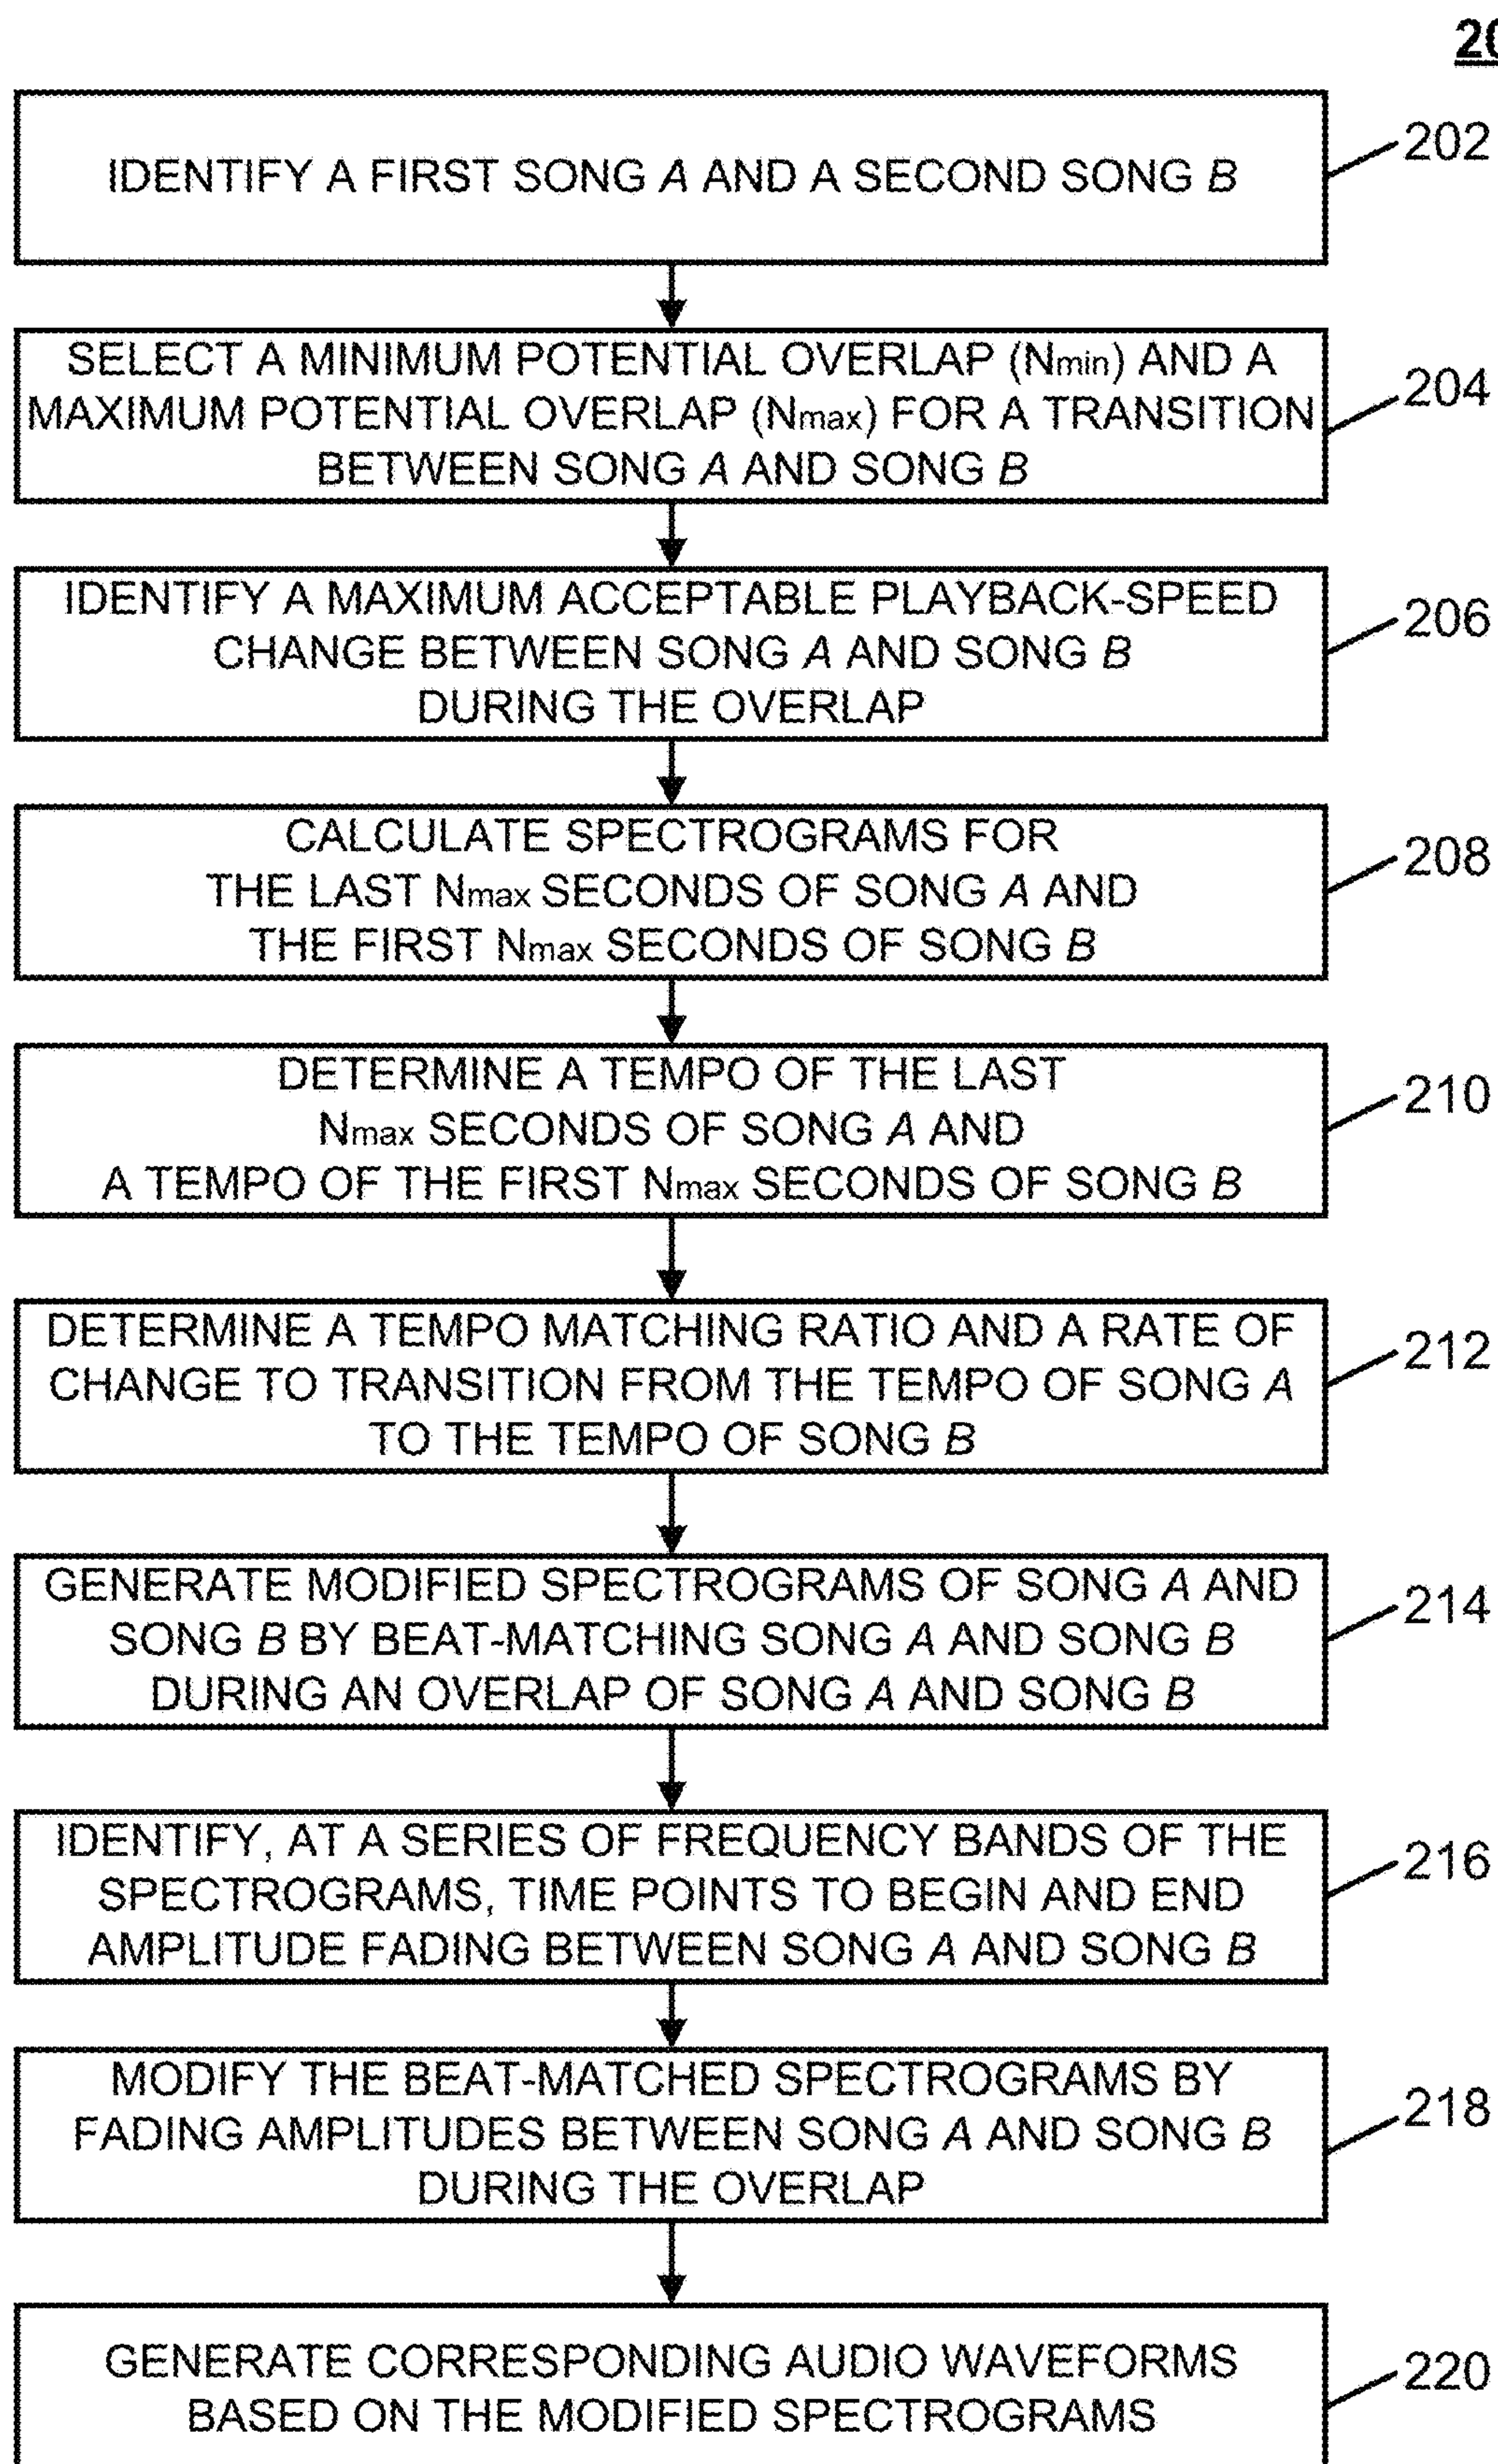 20
IDENTIFY A FIRST SONG A AND A SECOND SONG B
202
SELECT A MINIMUM POTENTIAL OVERLAP (Nmin) AND A
MAXIMUM POTENTIAL OVERLAP (Nmax) FOR A TRANSITION
BETWEEN SONG A AND SONG B
204
IDENTIFY A MAXIMUM ACCEPTABLE PLAYBACK-SPEED
CHANGE BETWEEN SONG A AND SONG B
DURING THE OVERLAP
206
CALCULATE SPECTROGRAMS FOR
THE LAST Nmax SECONDS OF SONG A AND
THE FIRST Nmax SECONDS OF SONG B
208
DETERMINE A TEMPO OF THE LAST
Nmax SECONDS OF SONG A AND
A TEMPO OF THE FIRST Nmax SECONDS OF SONG B
210
DETERMINE A TEMPO MATCHING RATIO AND A RATE OF
CHANGE TO TRANSITION FROM THE TEMPO OF SONG A
TO THE TEMPO OF SONG B
212
GENERATE MODIFIED SPECTROGRAMS OF SONG A AND
SONG B BY BEAT-MATCHING SONG A AND SONG B
DURING AN OVERLAP OF SONG A AND SONG B
214
IDENTIFY, AT A SERIES OF FREQUENCY BANDS OF THE
SPECTROGRAMS, TIME POINTS TO BEGIN AND END
AMPLITUDE FADING BETWEEN SONG A AND SONG B
216
MODIFY THE BEAT-MATCHED SPECTROGRAMS BY
FADING AMPLITUDES BETWEEN SONG A AND SONG B
DURING THE OVERLAP
218
GENERATE CORRESPONDING AUDIO WAVEFORMS
BASED ON THE MODIFIED SPECTROGRAMS
220